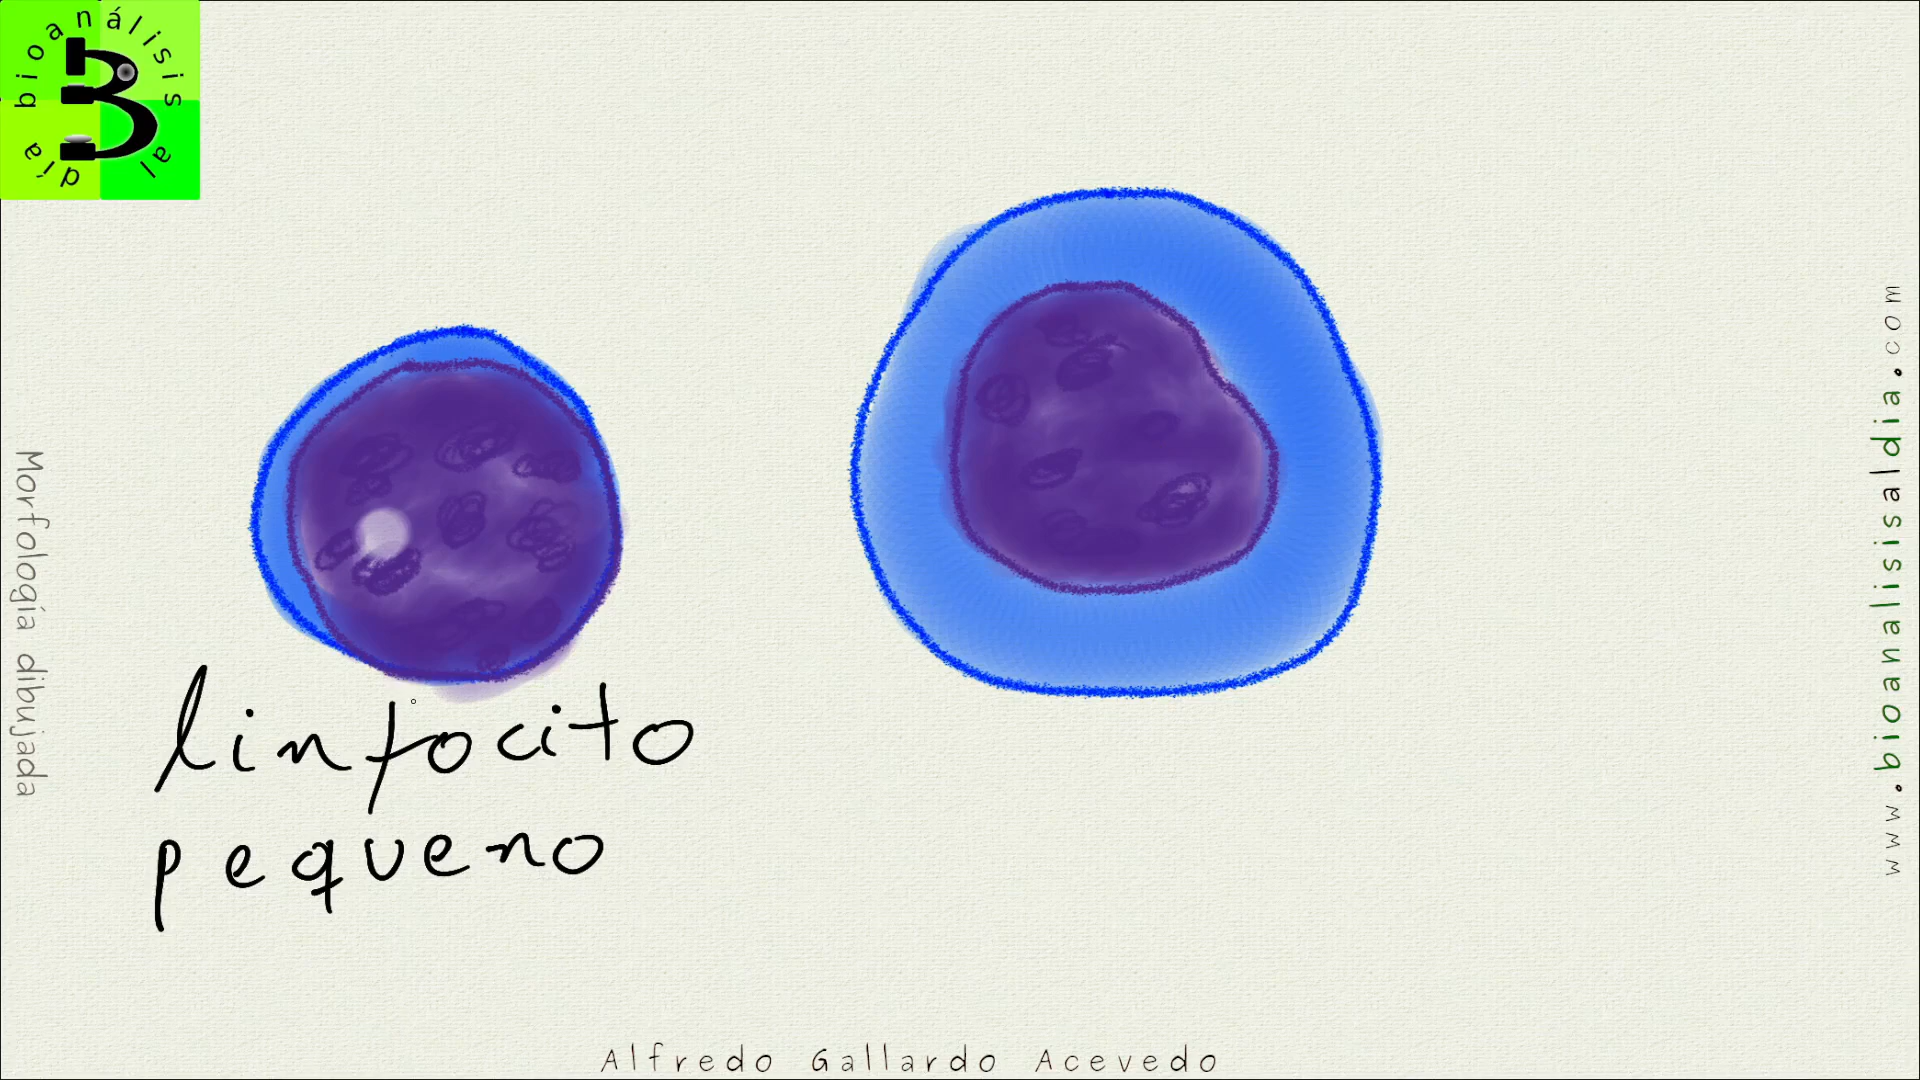 bioanálisis al día
linfocito
pequeno
Morfología dibujada
www.bioanalisisaldia.com
Alfredo Gallardo Acevedo